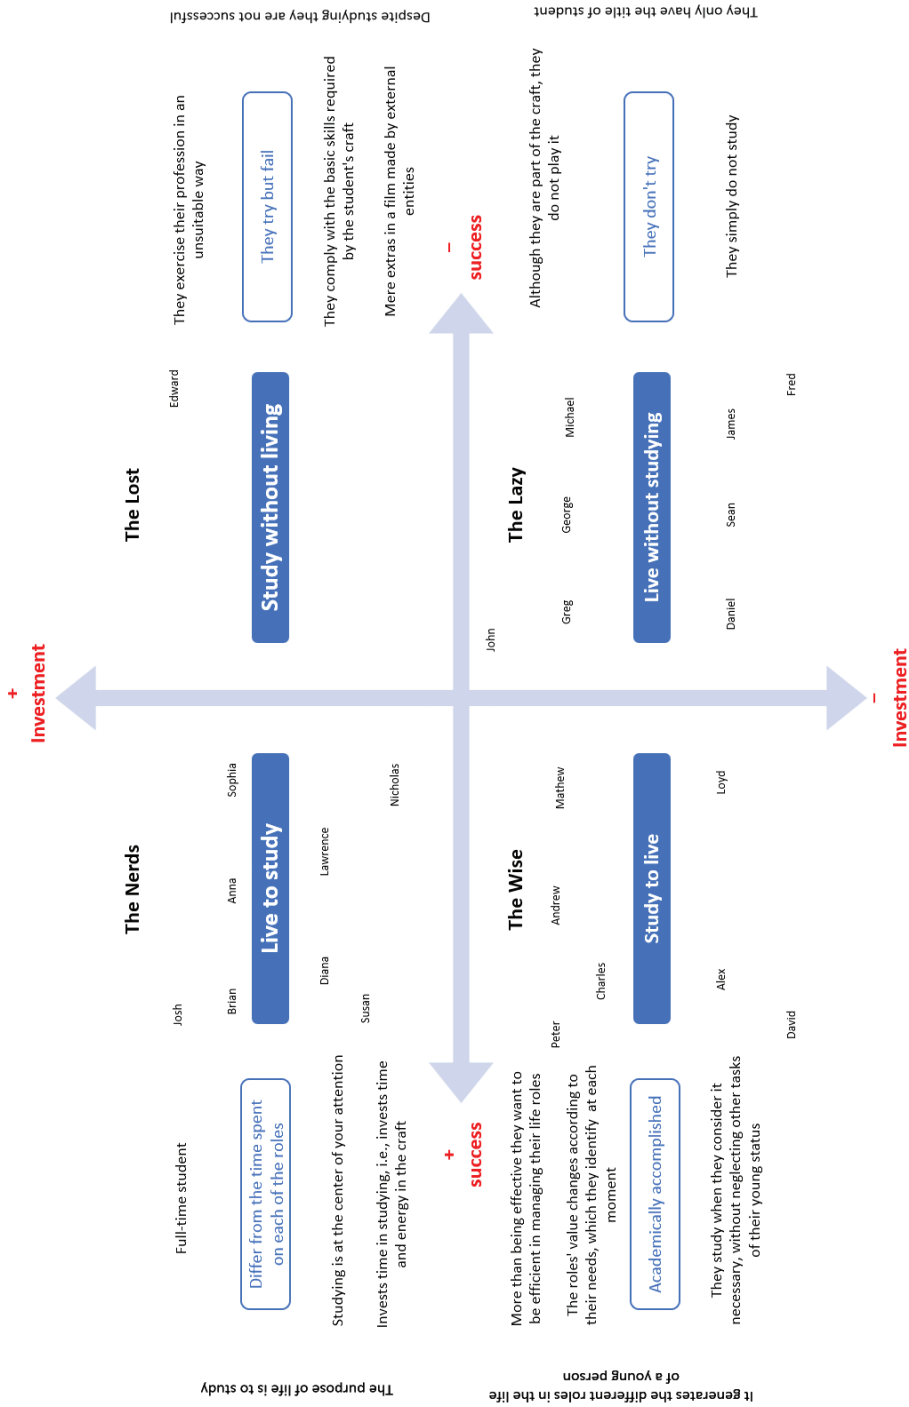 +
Investment
The purpose of life is to study
Full-time student
Differ from the time spent
on each of the roles
Studying is at the center of your attention
Invests time in studying, i.e., invests time
and energy in the craft
The Nerds
Josh
Brian
Anna
Sophia
Live to study
Diana
Lawrence
Susan
Nicholas
The Lost
Edward
Study without living
They exercise their profession in an
unsuitable way
They try but fail
They comply with the basic skills required
by the student's craft
Mere extras in a film made by external
entities
Despite studying they are not successful
+
success
–
success
It generates the different roles in the life
of a young person
More than being effective they want to
be efficient in managing their life roles
The roles' value changes according to
their needs, which they identify at each
moment
Academically accomplished
They study when they consider it
necessary, without neglecting other tasks
of their young status
The Wise
Peter
Andrew
Mathew
Charles
Study to live
Alex
Loyd
David
The Lazy
John
Greg
George
Michael
Live without studying
Daniel
Sean
James
Fred
Although they are part of the craft, they
do not play it
They don't try
They simply do not study
They only have the title of student
–
Investment